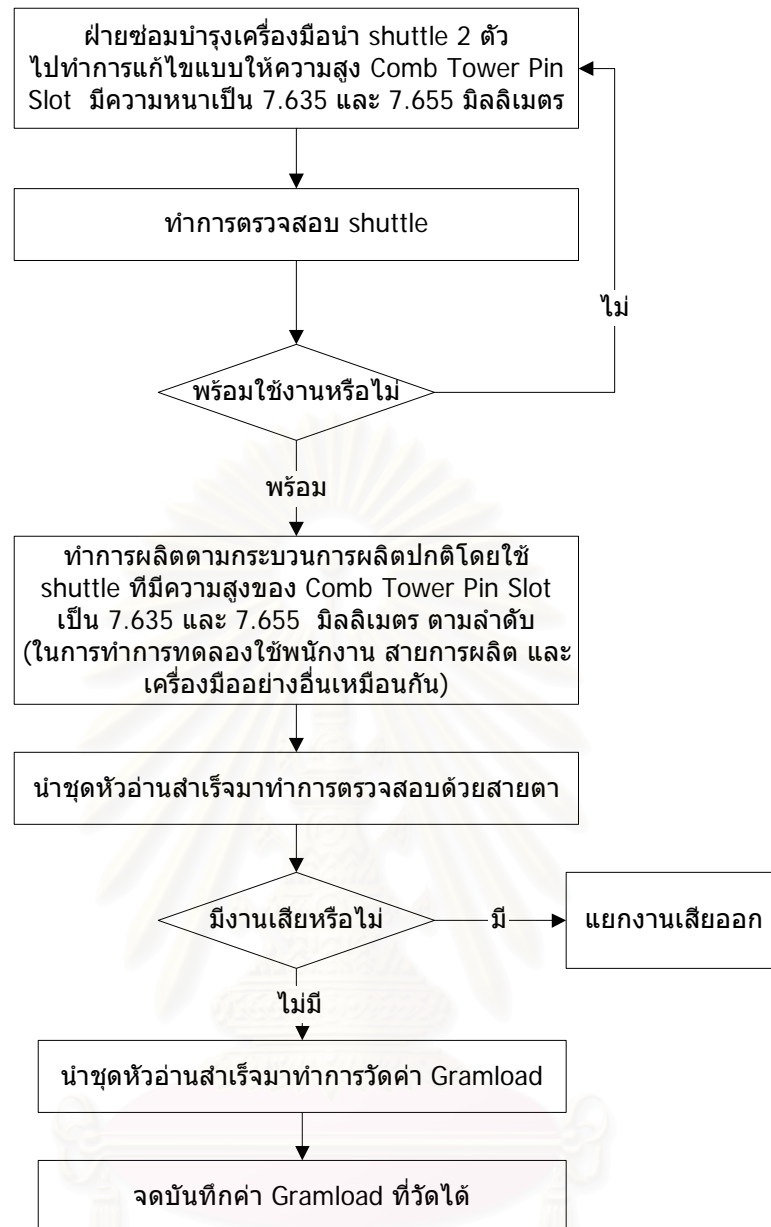 ฝ่ายซ่อมบำรุงเครื่องมือนำ shuttle 2 ตัว
ไปทำการแก้ไขแบบให้ความสูง Comb Tower Pin
Slot มีความหนาเป็น 7.635 และ 7.655 มิลลิเมตร
ทำการตรวจสอบ shuttle
ไม่
พร้อมใช้งานหรือไม่
พร้อม
ทำการผลิตตามกระบวนการผลิตปกติโดยใช้
shuttle ที่มีความสูงของ Comb Tower Pin Slot
เป็น 7.635 และ 7.655 มิลลิเมตร ตามลำดับ
(ในการทำการทดลองใช้พนักงาน สายการผลิต และ
เครื่องมืออย่างอื่นเหมือนกัน)
นำชุดหัวอ่านสำเร็จมาทำการตรวจสอบด้วยสายตา
มีงานเสียหรือไม่
มี
แยกงานเสียออก
ไม่มี
นำชุดหัวอ่านสำเร็จมาทำการวัดค่า Gramload
จดบันทึกค่า Gramload ที่วัดได้